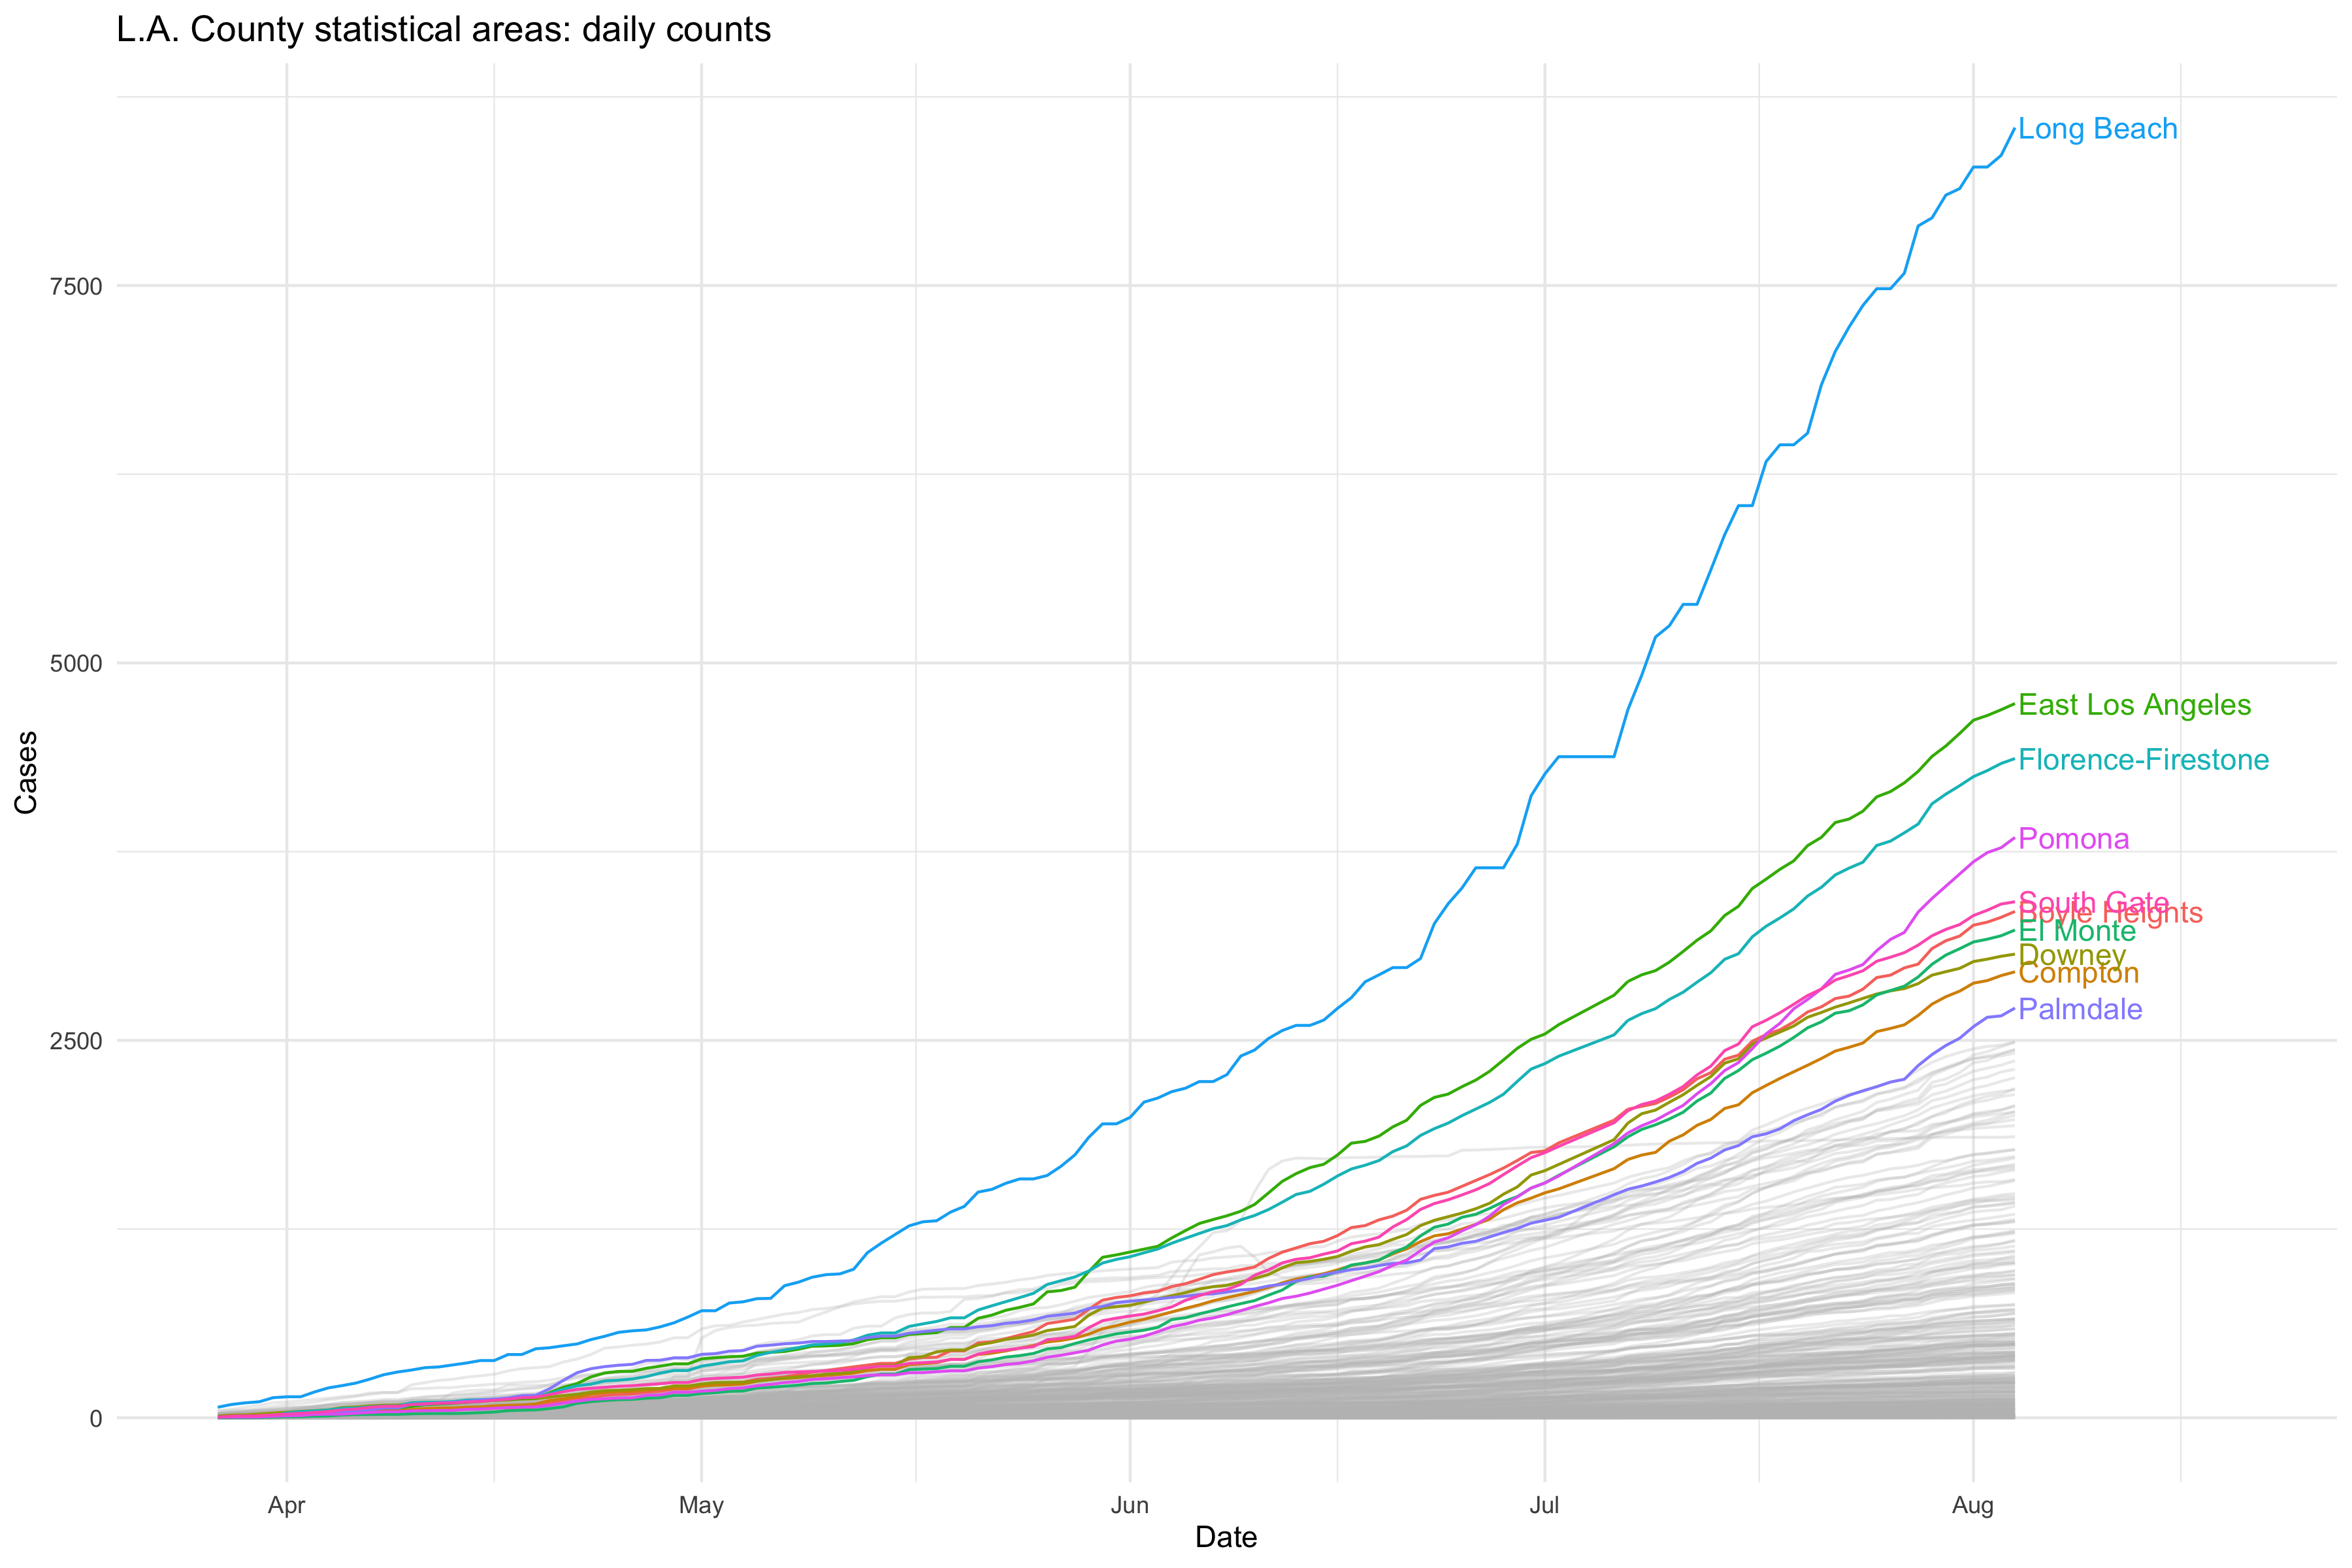 L.A. County statistical areas: daily counts
Long Beach
7500
5000
East Los Angeles
Florence-Firestone
Pomona
South Gate
Boyle Heights
El Monte
Downey
Compton
Palmdale
2500
0
Cases
Apr
May
Jun
Jul
Aug
Date